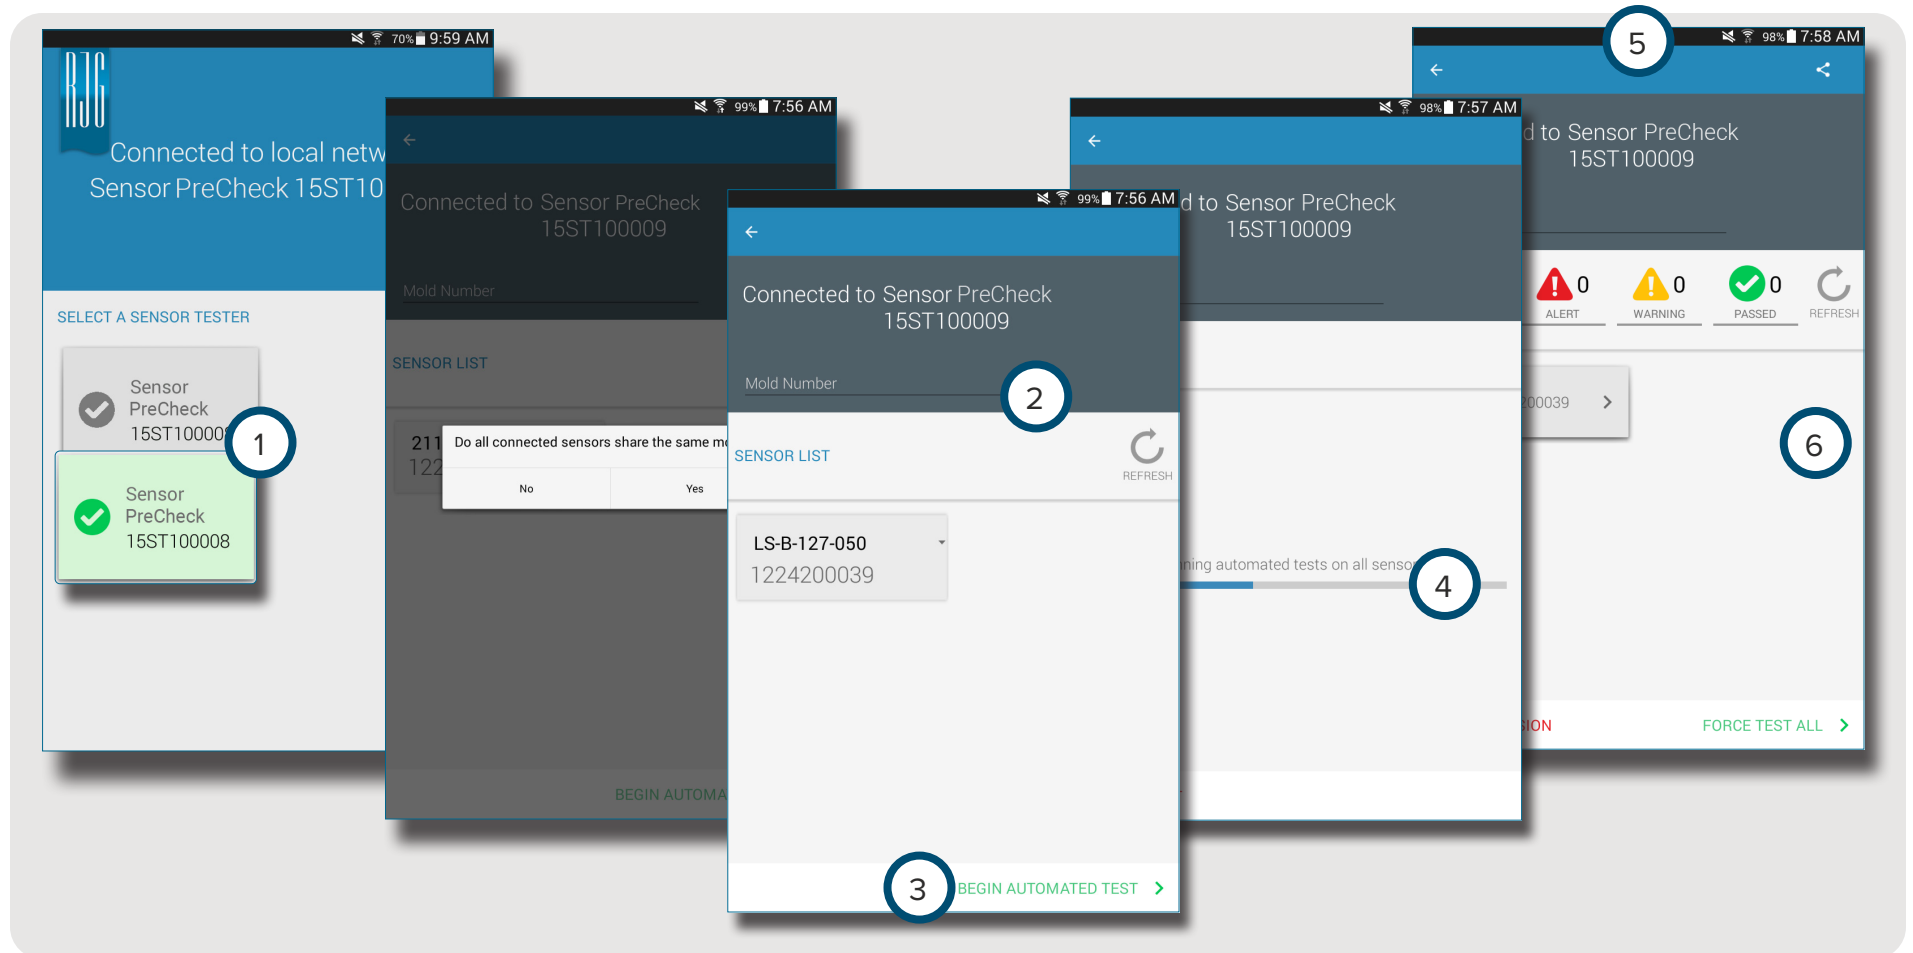 70% 9:59 AM
RJG
Connected to local netw
Sensor PreCheck 15ST10
SELECT A SENSOR TESTER
Sensor
PreCheck
15ST10000
1
Sensor
PreCheck
15ST100008
99% 7:56 AM
Connected to Sensor PreCheck
15ST100009
Mold Number
SENSOR LIST
211
122
Do all connected sensors share the same mo
No
Yes
BEGIN AUTOMA
99% 7:56 AM
Connected to Sensor PreCheck
15ST100009
Mold Number
2
SENSOR LIST
REFRESH
LS-B-127-050
1224200039
3
BEGIN AUTOMATED TEST
98% 7:57 AM
d to Sensor PreCheck
15ST100009
ning automated tests on all senso
4
5
98% 7:58 AM
d to Sensor PreCheck
15ST100009
0
ALERT
0
WARNING
0
PASSED
REFRESH
200039
6
SION
FORCE TEST ALL